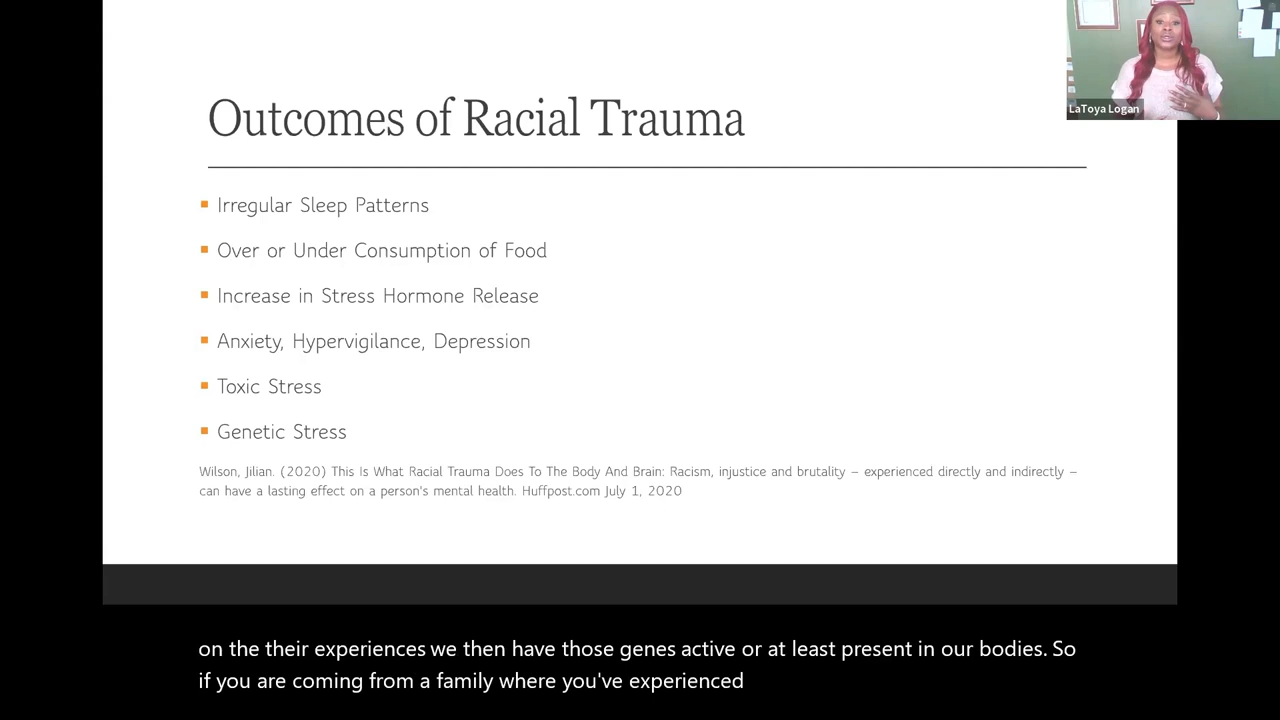 LaToya Logan
Outcomes of Racial Trauma
Irregular Sleep Patterns
Over or Under Consumption of Food
Increase in Stress Hormone Release
Anxiety, Hypervigilance, Depression
Toxic Stress
Genetic Stress
Wilson, Jilian. (2020) This Is What Racial Trauma Does To The Body And Brain: Racism, injustice and brutality – experienced directly and indirectly –
can have a lasting effect on a person's mental health. Huffpost.com July 1, 2020
on the their experiences we then have those genes active or at least present in our bodies. So
if you are coming from a family where you've experienced